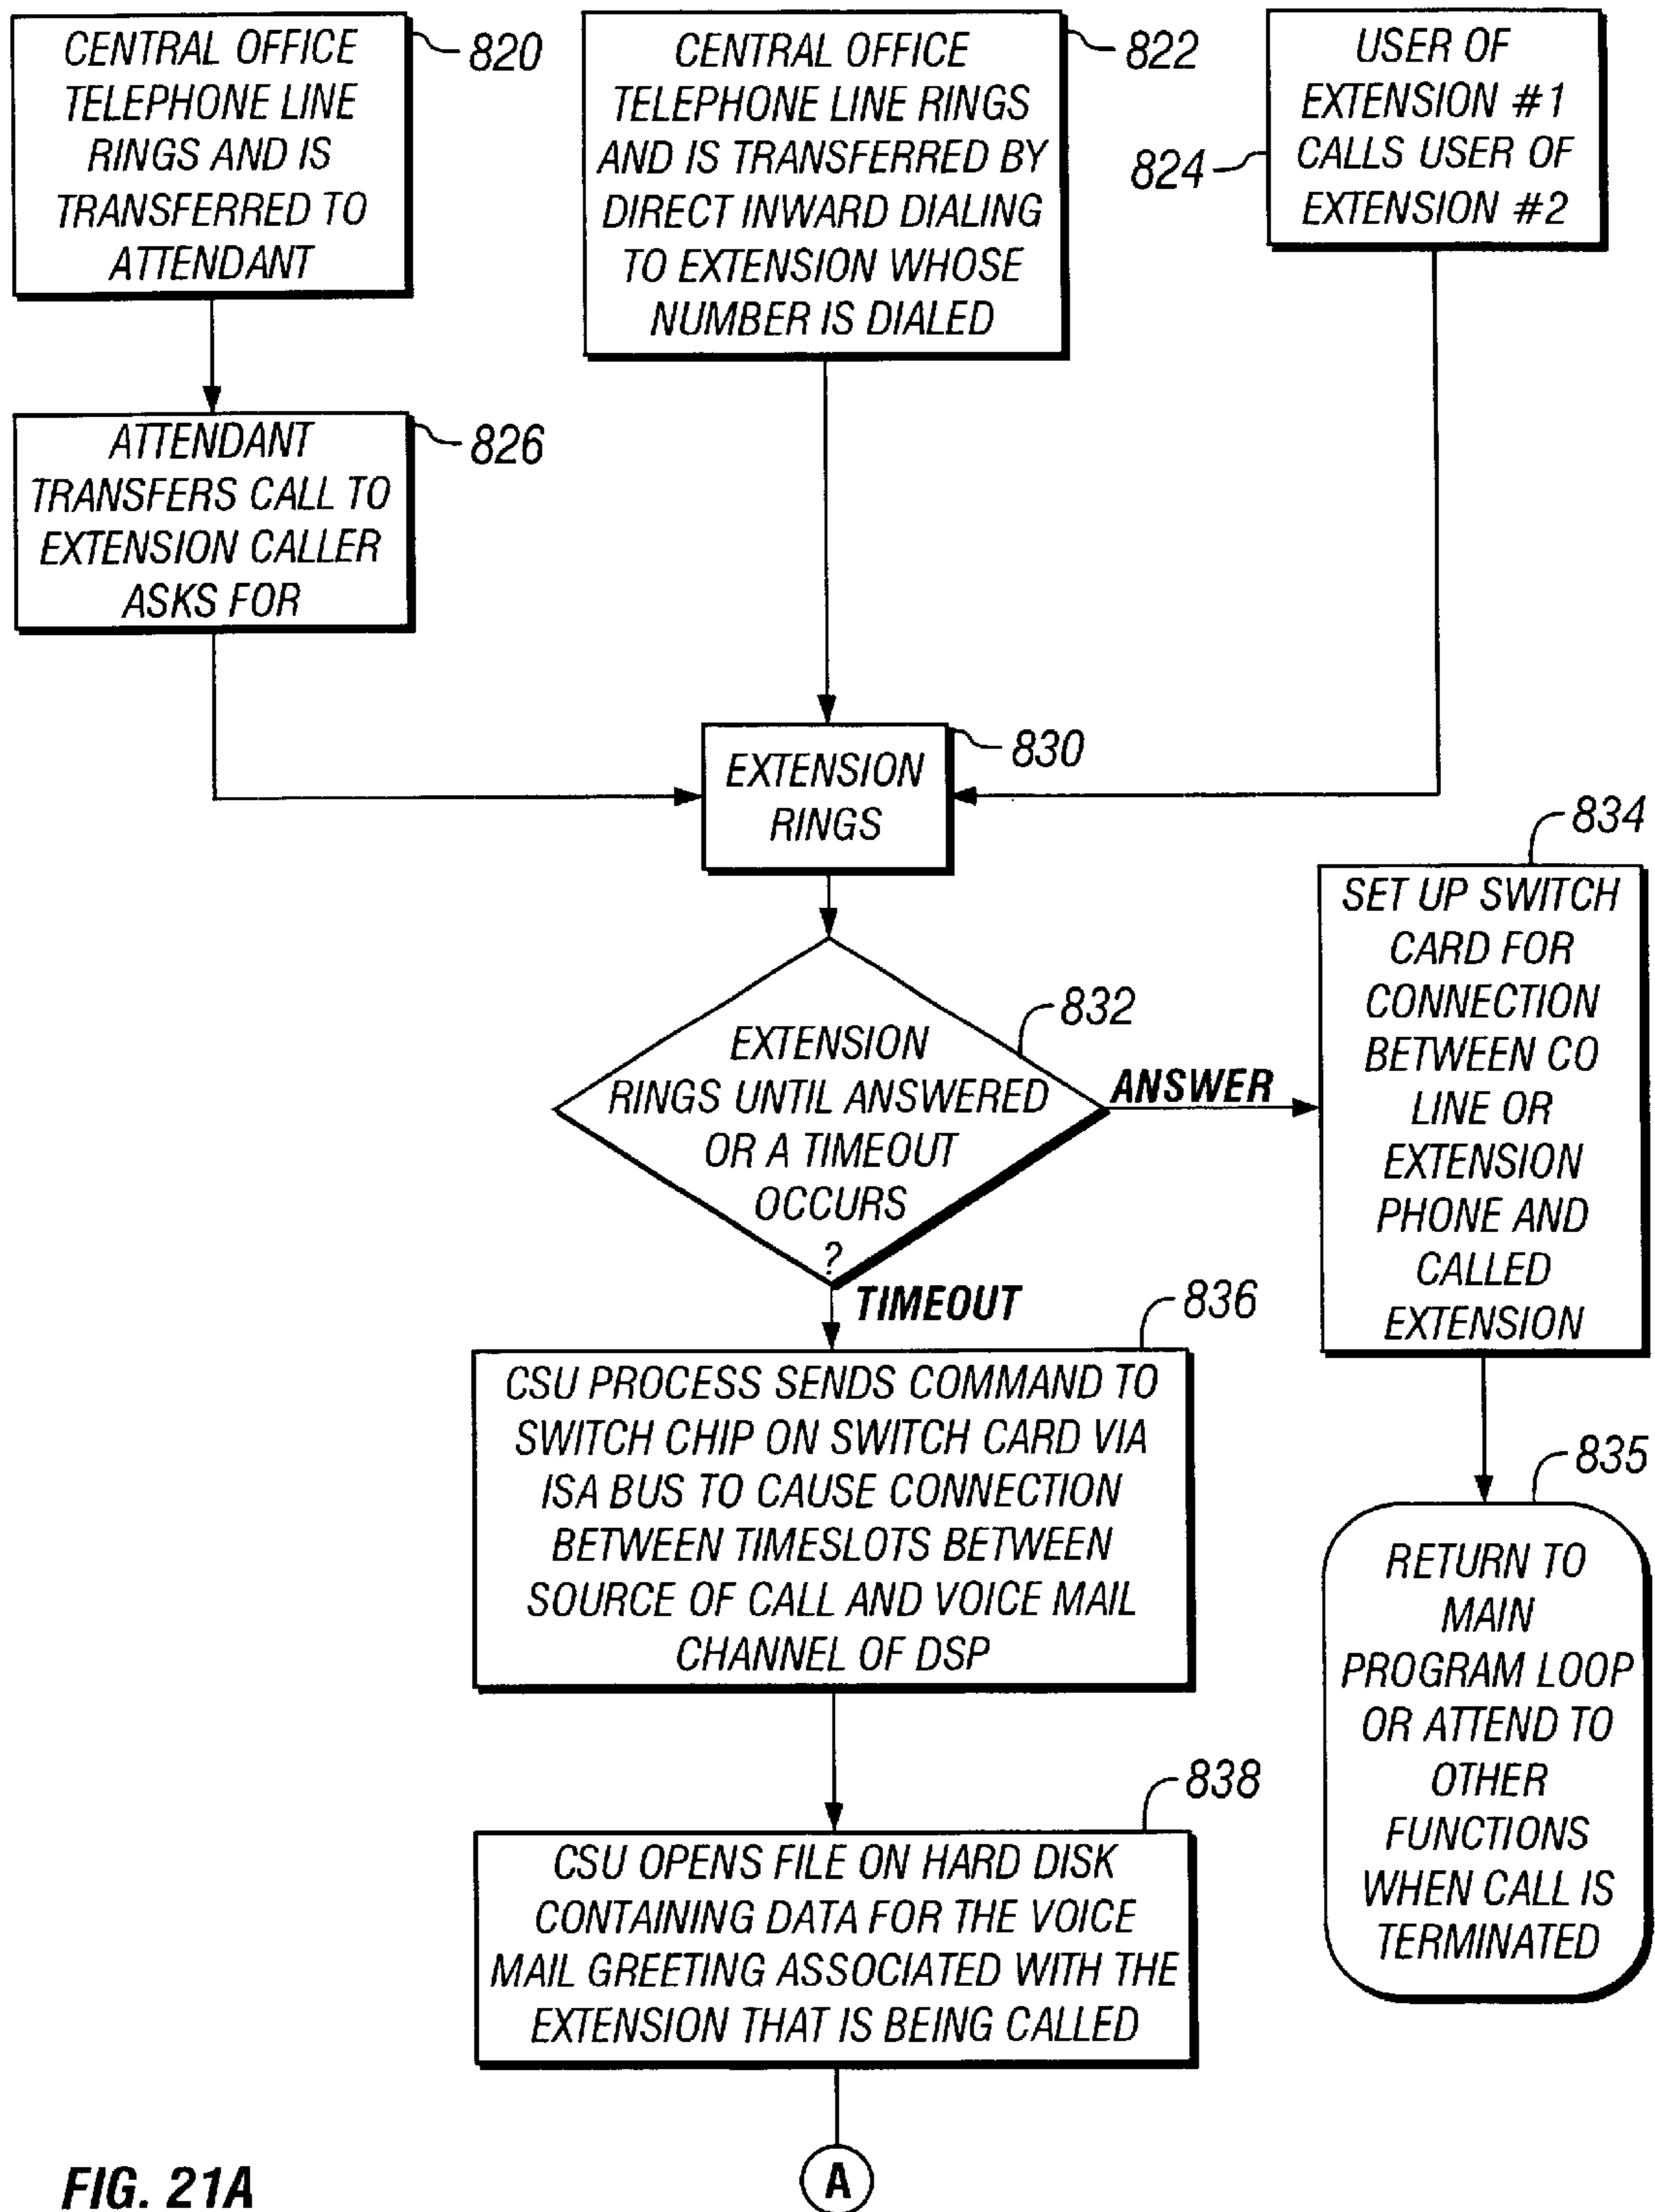 CENTRAL OFFICE
TELEPHONE LINE
RINGS AND IS
TRANSFERRED TO
ATTENDANT
820
CENTRAL OFFICE
TELEPHONE LINE RINGS
AND IS TRANSFERRED BY
DIRECT INWARD DIALING
TO EXTENSION WHOSE
NUMBER IS DIALED
822
USER OF
EXTENSION #1
CALLS USER OF
EXTENSION #2
824
ATTENDANT
TRANSFERS CALL TO
EXTENSION CALLER
ASKS FOR
826
EXTENSION
RINGS
830
EXTENSION
RINGS UNTIL ANSWERED
OR A TIMEOUT
OCCURS
?
832
ANSWER
TIMEOUT
834
SET UP SWITCH
CARD FOR
CONNECTION
BETWEEN CO
LINE OR
EXTENSION
PHONE AND
CALLED
EXTENSION
836
CSU PROCESS SENDS COMMAND TO
SWITCH CHIP ON SWITCH CARD VIA
ISA BUS TO CAUSE CONNECTION
BETWEEN TIMESLOTS BETWEEN
SOURCE OF CALL AND VOICE MAIL
CHANNEL OF DSP
835
RETURN TO
MAIN
PROGRAM LOOP
OR ATTEND TO
OTHER
FUNCTIONS
WHEN CALL IS
TERMINATED
838
CSU OPENS FILE ON HARD DISK
CONTAINING DATA FOR THE VOICE
MAIL GREETING ASSOCIATED WITH THE
EXTENSION THAT IS BEING CALLED
A
FIG. 21A